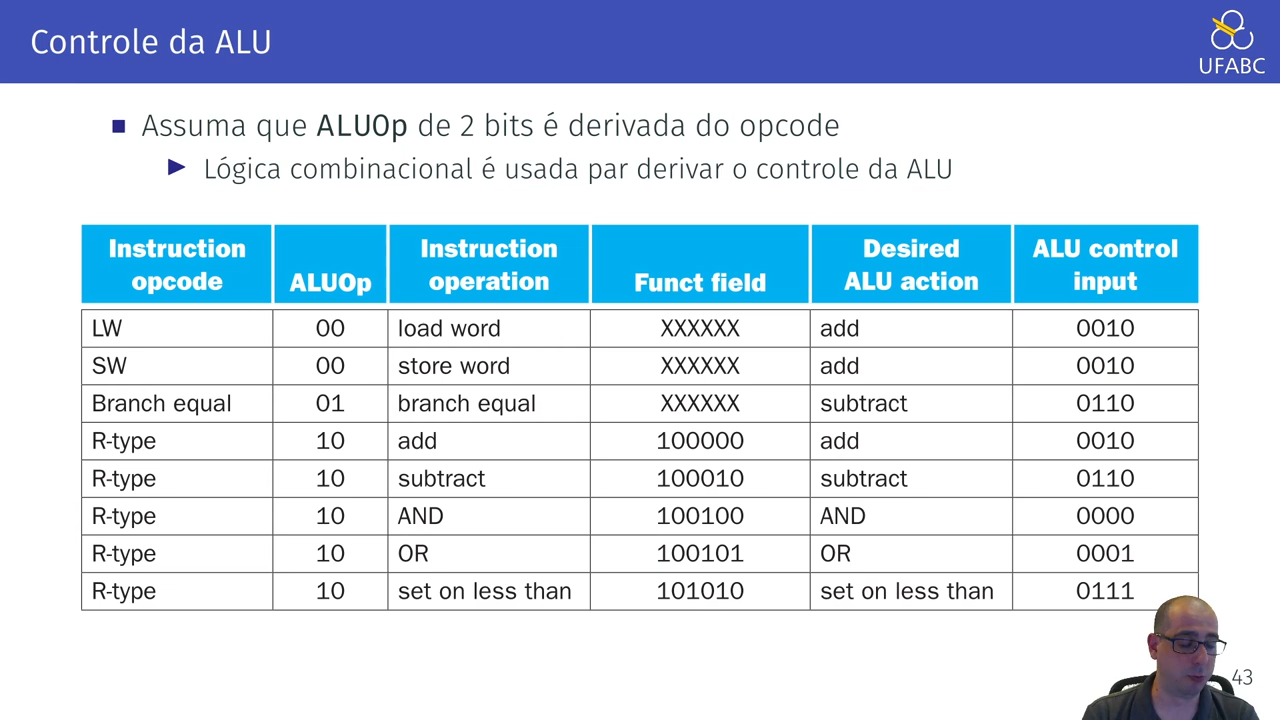 Controle da ALU
UFABC
Assuma que ALUOp de 2 bits é derivada do opcode
Lógica combinacional é usada par derivar o controle da ALU
Instruction opcode ALUOp Instruction operation Funct field Desired ALU action ALU control input
LW 00 load word XXXXXX add 0010
SW 00 store word XXXXXX add 0010
Branch equal 01 branch equal XXXXXX subtract 0110
R-type 10 add 100000 add 0010
R-type 10 subtract 100010 subtract 0110
R-type 10 AND 100100 AND 0000
R-type 10 OR 100101 OR 0001
R-type 10 set on less than 101010 set on less than 0111
43